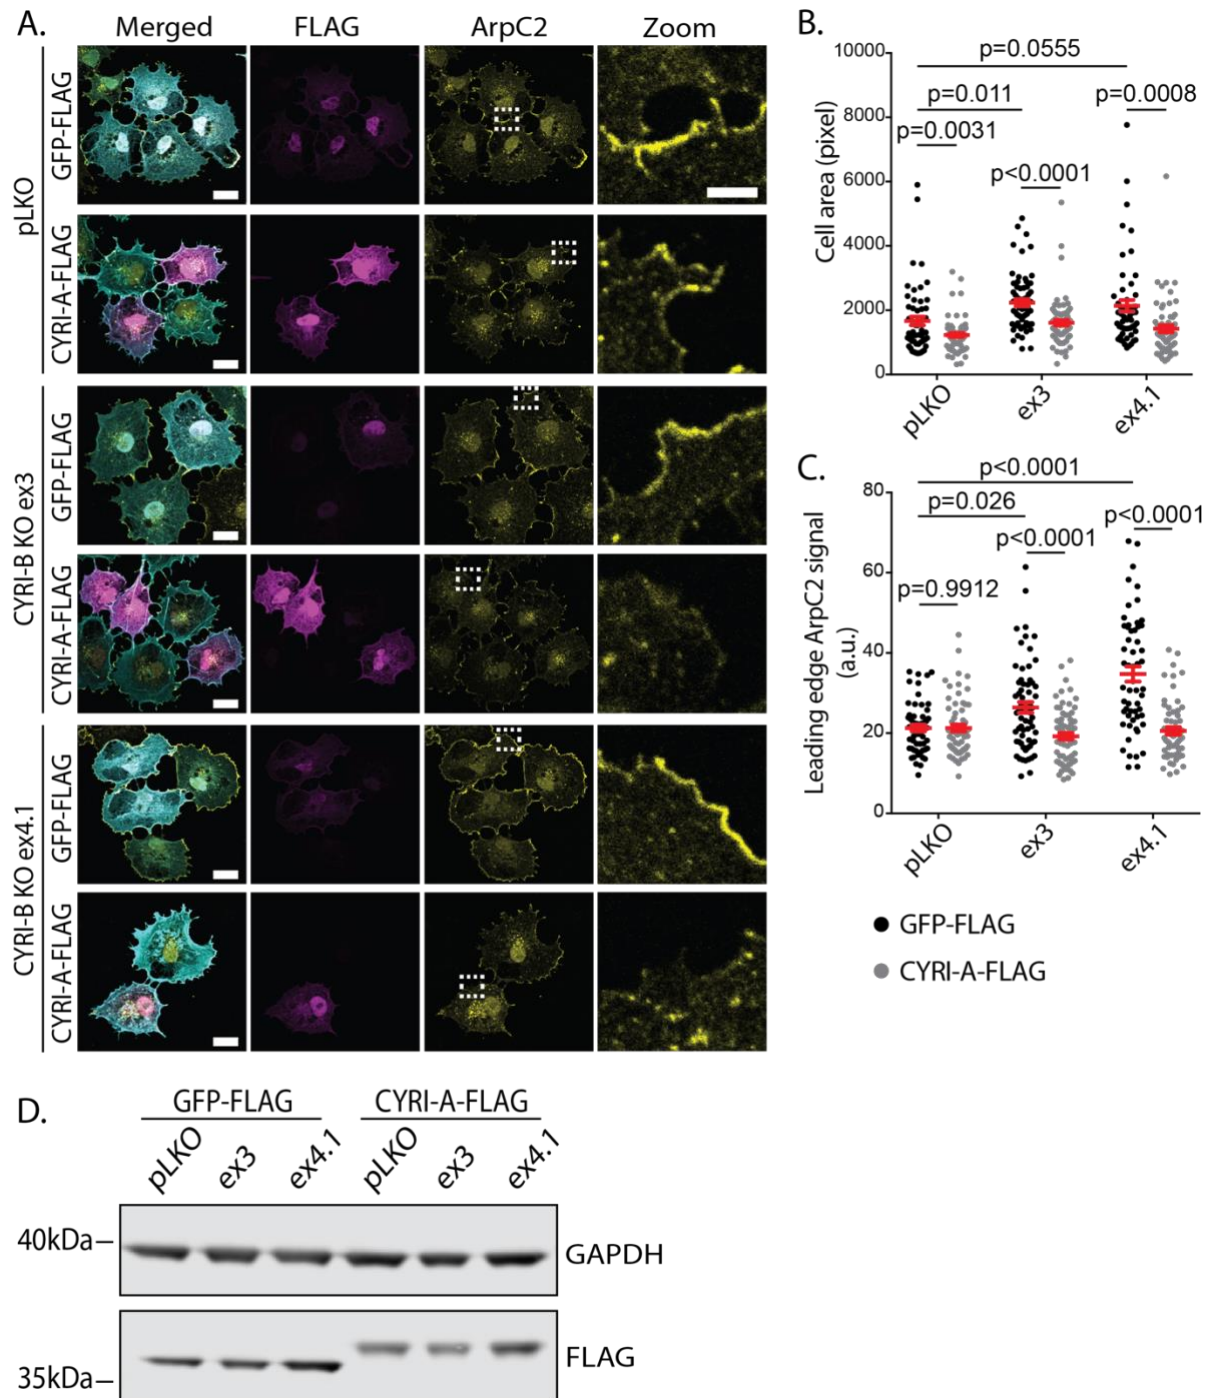 A.
Merged
FLAG
ArpC2
Zoom
pLKO
GFP-FLAG
CYRI-A-FLAG
CYRI-B KO ex3
GFP-FLAG
CYRI-A-FLAG
CYRI-B KO ex4.1
GFP-FLAG
CYRI-A-FLAG
B.
Cell area (pixel)
10000
8000
6000
4000
2000
0
p=0.0555
p=0.011
p=0.0008
p=0.0031
p<0.0001
pLKO
ex3
ex4.1
C.
Leading edge ArpC2 signal
(a.u.)
80
60
40
20
0
p<0.0001
p=0.026
p<0.0001
p<0.0001
p=0.9912
pLKO
ex3
ex4.1
GFP-FLAG
CYRI-A-FLAG
D.
GFP-FLAG
CYRI-A-FLAG
pLKO
ex3
ex4.1
pLKO
ex3
ex4.1
40kDa
GAPDH
FLAG
35kDa